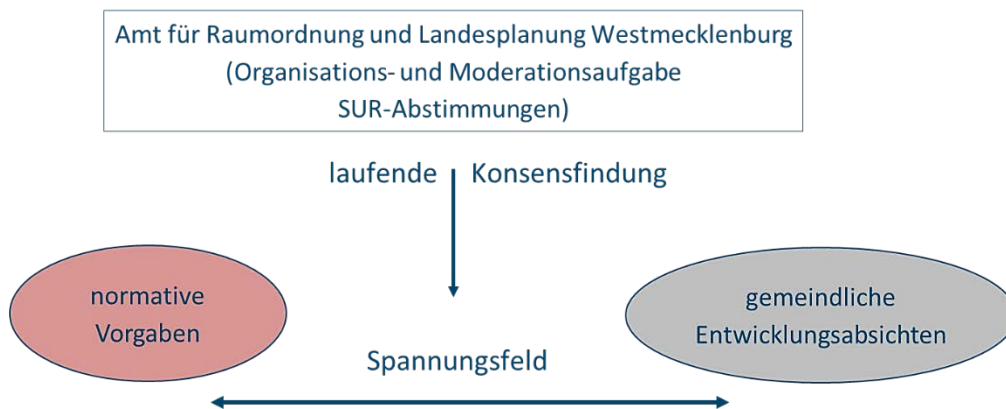 Amt für Raumordnung und Landesplanung Westmecklenburg
(Organisations- und Moderationsaufgabe
SUR-Abstimmungen)
laufende Konsensfindung
normative
Vorgaben
gemeindliche
Entwicklungsabsichten
Spannungsfeld